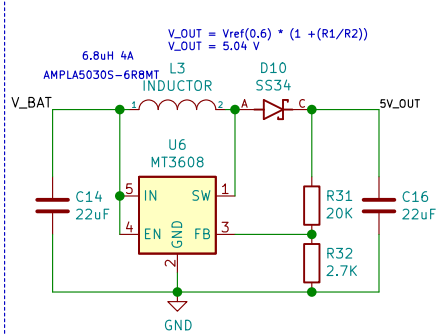 V_OUT = Vref(0.6) * (1 +(R1/R2))
V_OUT = 5.04 V
6.8uH 4A
AMPLA5030S-6R8MT
L3
INDUCTOR
D10
SS34
V_BAT
1
2
A
C
5V_OUT
U6
MT3608
5
IN
SW
1
4
EN
GND
FB
3
2
C14
22uF
R31
20K
C16
22uF
R32
2.7K
GND